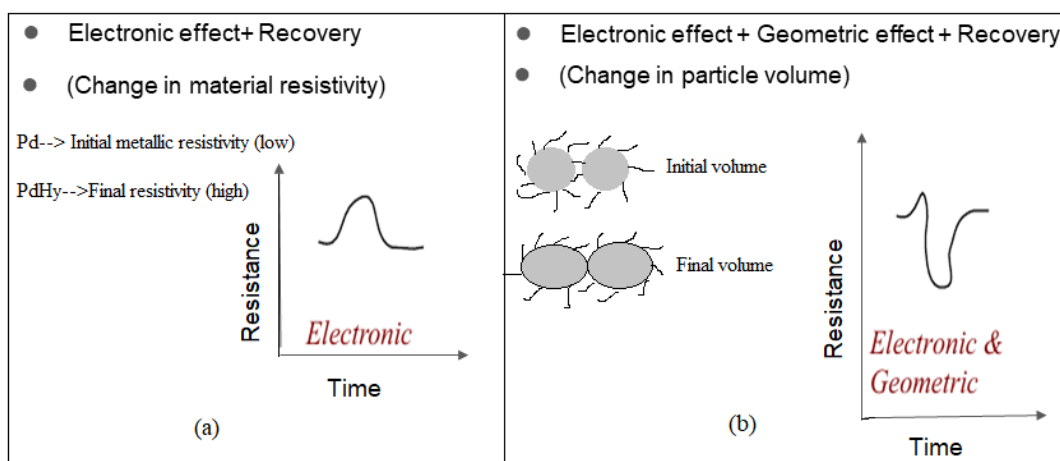 Electronic effect+ Recovery
(Change in material resistivity)
Pd--> Initial metallic resistivity (low)
PdHy-->Final resistivity (high)
Resistance
Electronic
Time
(a)
Electronic effect + Geometric effect + Recovery
(Change in particle volume)
Initial volume
Final volume
Resistance
Electronic &
Geometric
(b)
Time